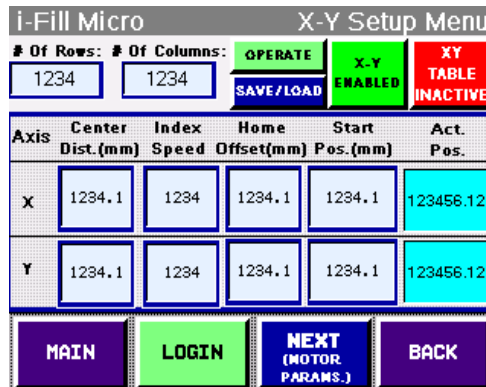 i-Fill Micro X-Y Setup Menu
# Of Rows: # Of Columns:
1234 1234
OPERATE
SAVE/LOAD
X-Y
ENABLED
XY
TABLE
INACTIVE
Axis Center Index Home Start Act.
Dist.(mm) Speed Offset(mm) Pos.(mm) Pos.
X 1234.1 1234 1234.1 1234.1 123456.12
Y 1234.1 1234 1234.1 1234.1 123456.12
MAIN LOGIN NEXT BACK
(MOTOR
PARAMS.)